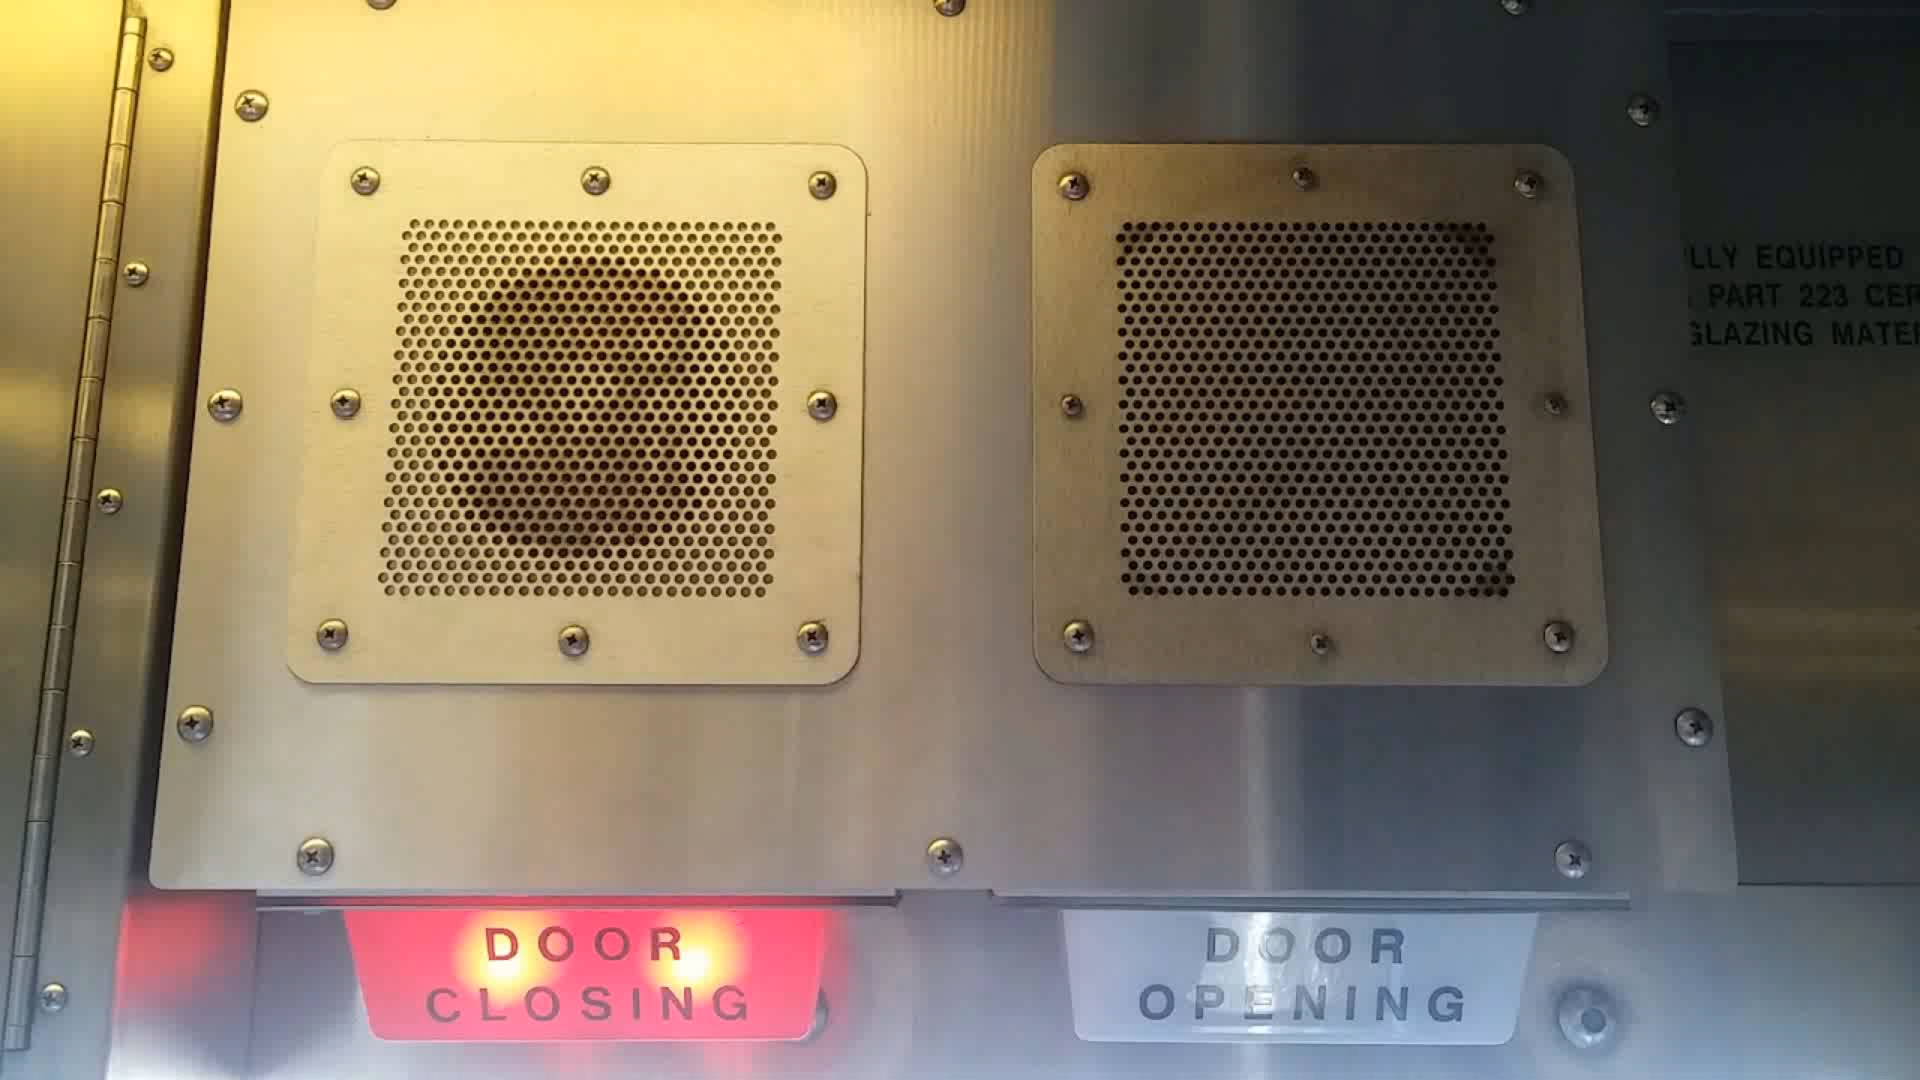 LLY EQUIPPED
PART 223 CER
GLAZING MATE
DOOR
CLOSING
DOOR
OPENING